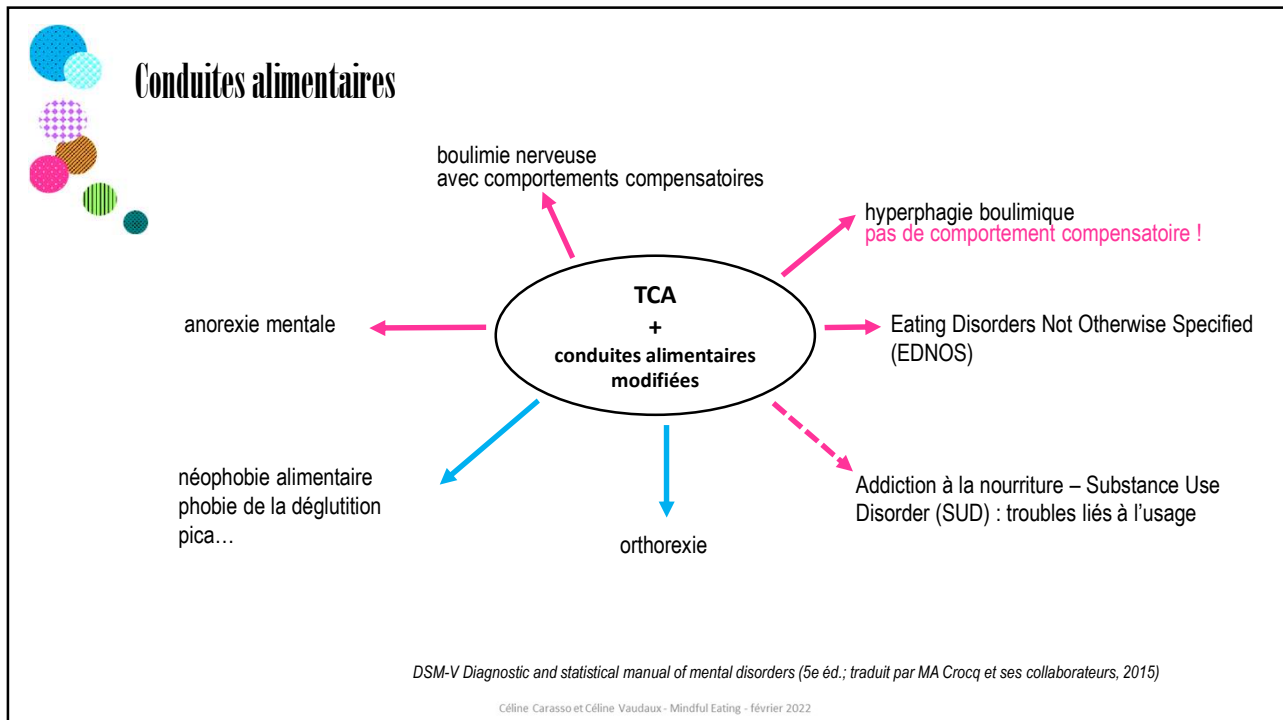 Conduites alimentaires
boulimie nerveuse
avec comportements compensatoires
hyperphagie boulimique
pas de comportement compensatoire !
TCA
+
conduites alimentaires
modifiées
anorexie mentale
Eating Disorders Not Otherwise Specified
(EDNOS)
néophobie alimentaire
phobie de la déglutition
pica…
orthorexie
Addiction à la nourriture – Substance Use
Disorder (SUD) : troubles liés à l’usage
DSM-V Diagnostic and statistical manual of mental disorders (5e éd.; traduit par MA Crocq et ses collaborateurs, 2015)
Céline Carasso et Céline Vaudaux - Mindful Eating - février 2022